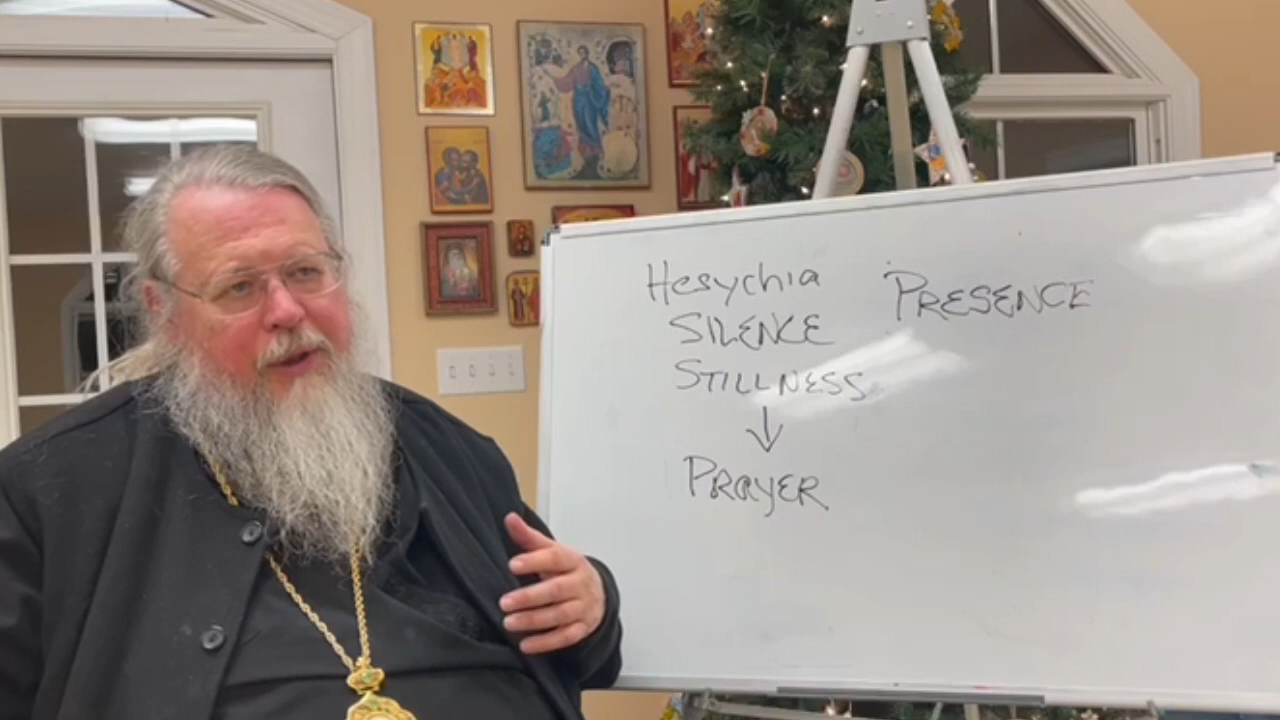 Hesychia
SILENCE
STILLNESS
↓
PRAYER
PRESENCE